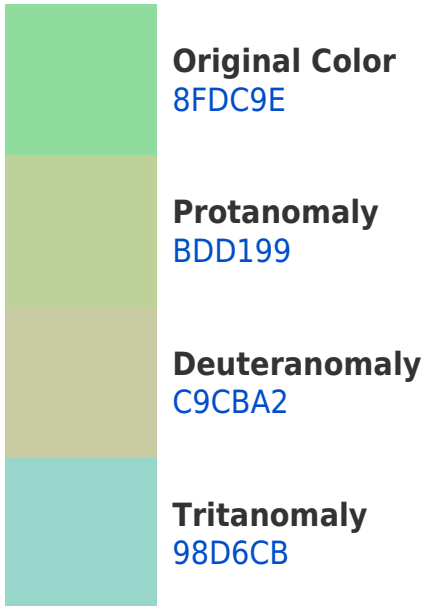 Original Color
8FDC9E
Protanomaly
BDD199
Deuteranomaly
C9CBA2
Tritanomaly
98D6CB